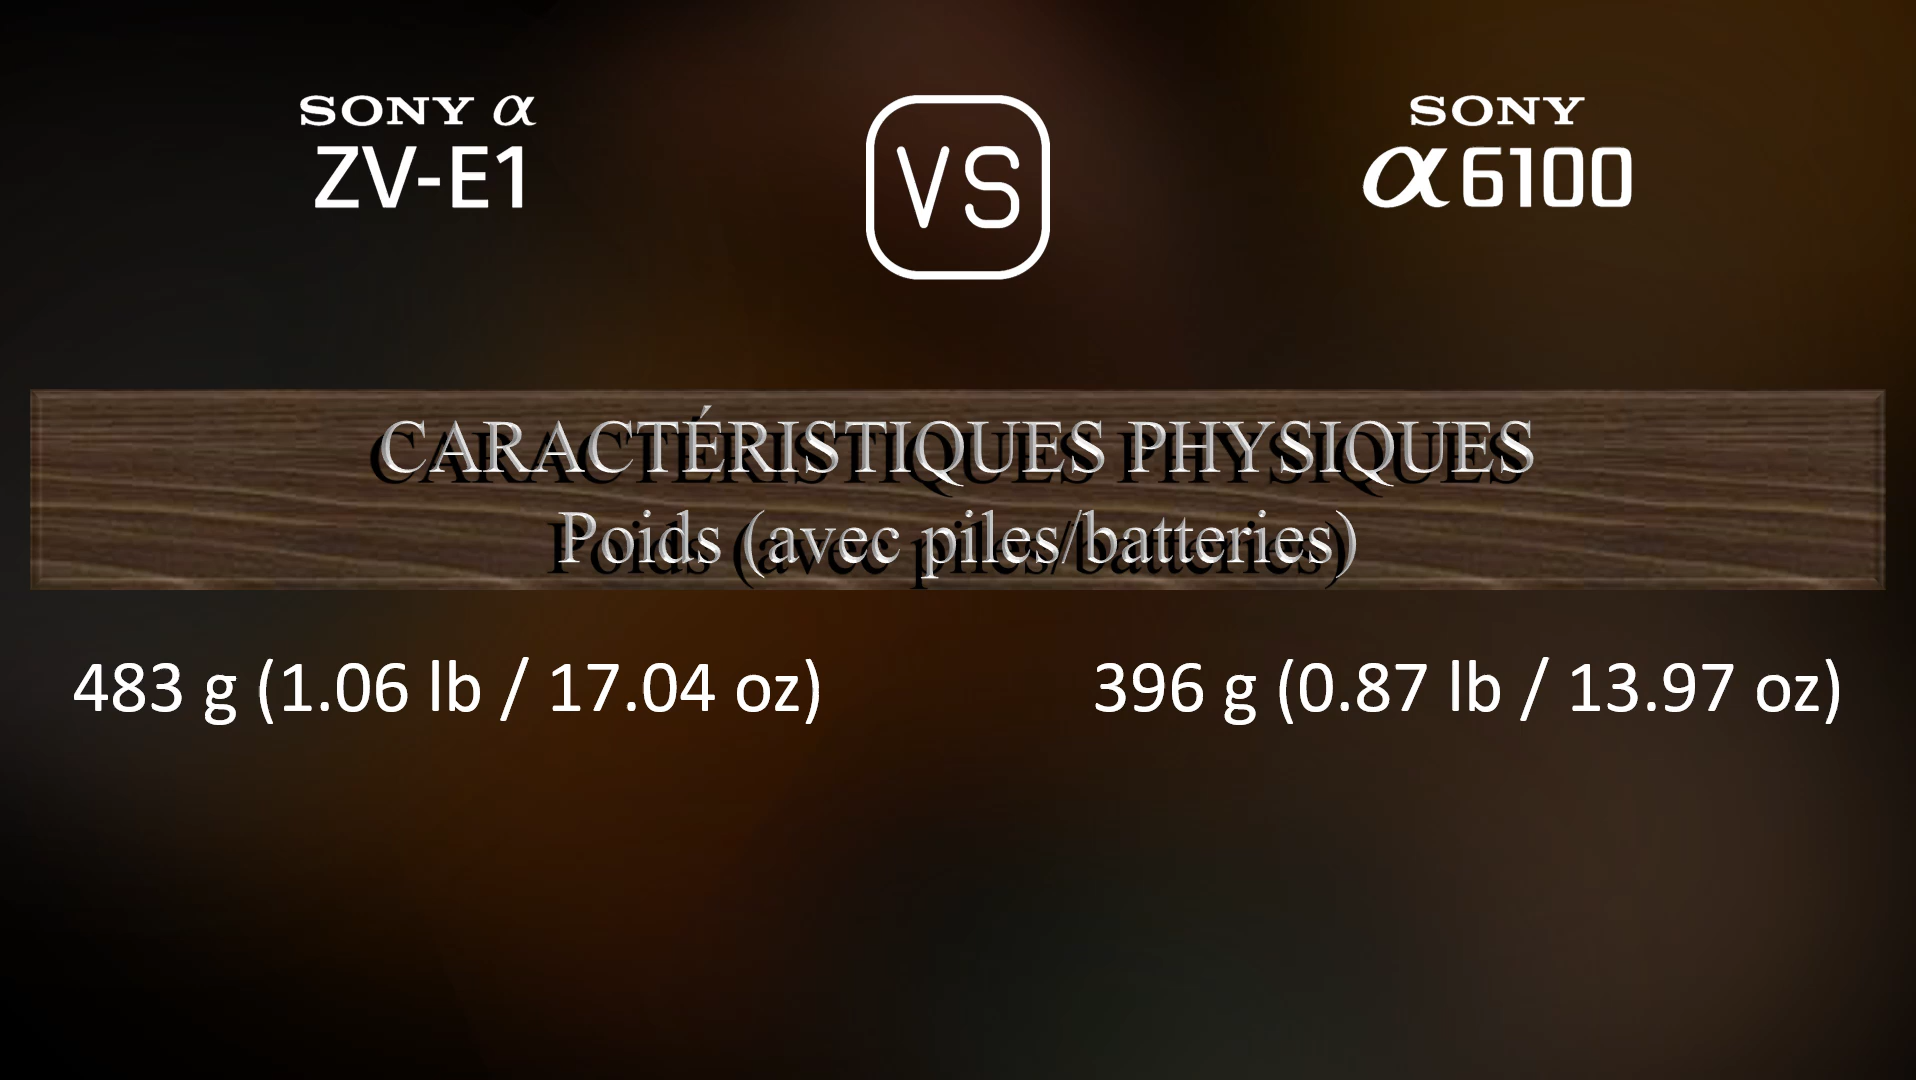 SONY α
ZV-E1
VS
SONY
α6100
CARACTÉRISTIQUES PHYSIQUES
Poids (avec piles/batteries)
483 g (1.06 lb / 17.04 oz)
396 g (0.87 lb / 13.97 oz)